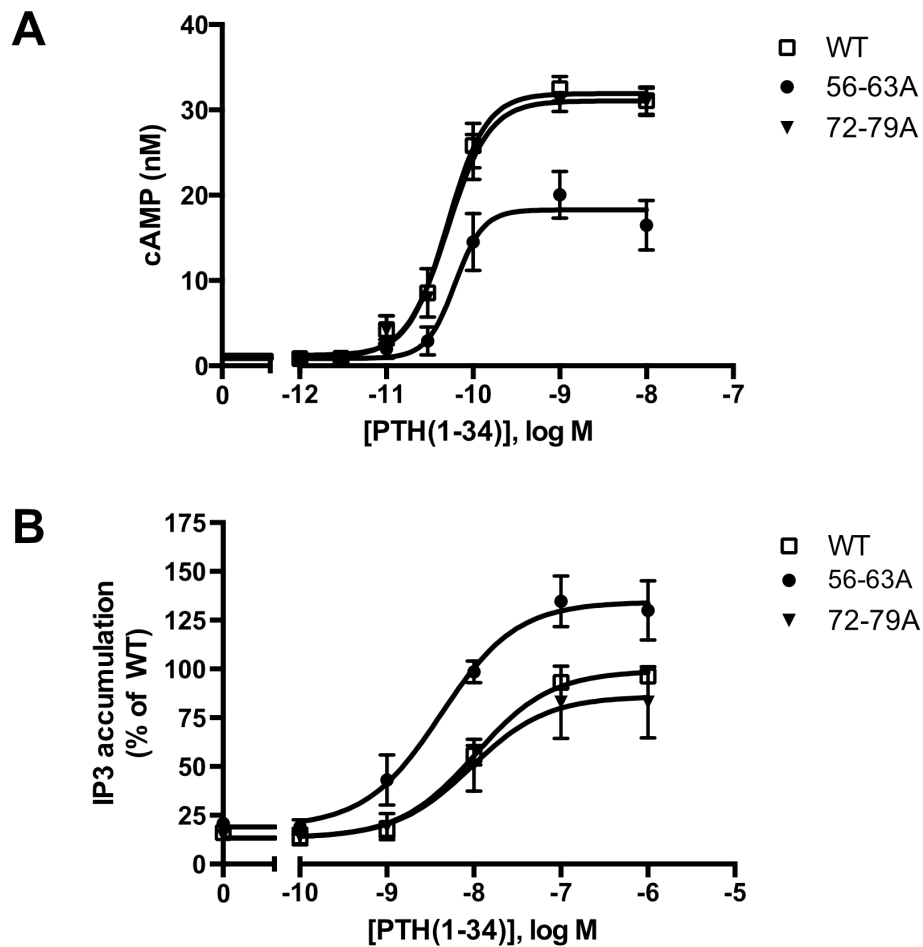 A
40
30
20
10
0
cAMP (nM)
0 -12 -11 -10 -9 -8 -7
[PTH(1-34)], log M
WT
56-63A
72-79A
B
175
150
125
100
75
50
25
0
IP3 accumulation
(% of WT)
0 -10 -9 -8 -7 -6 -5
[PTH(1-34)], log M
WT
56-63A
72-79A